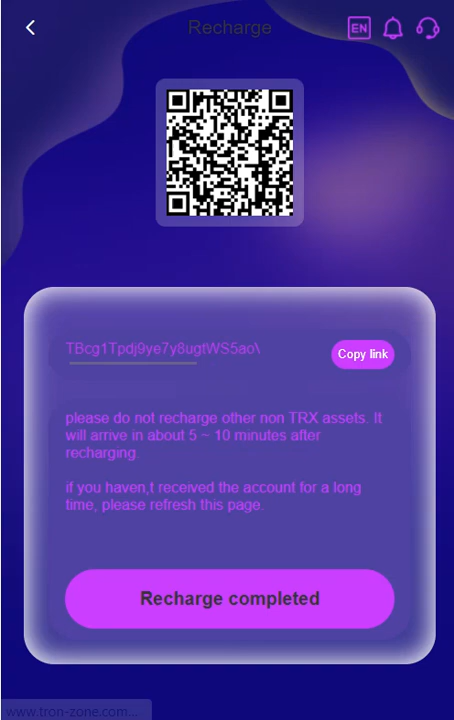 Recharge
EN
TBcg1Tpdj9ye7y8ugtWS5ao\
Copy link
please do not recharge other non TRX assets. It
will arrive in about 5 ~ 10 minutes after
recharging.
if you haven,t received the account for a long
time, please refresh this page.
Recharge completed
www.tron-zone.com...